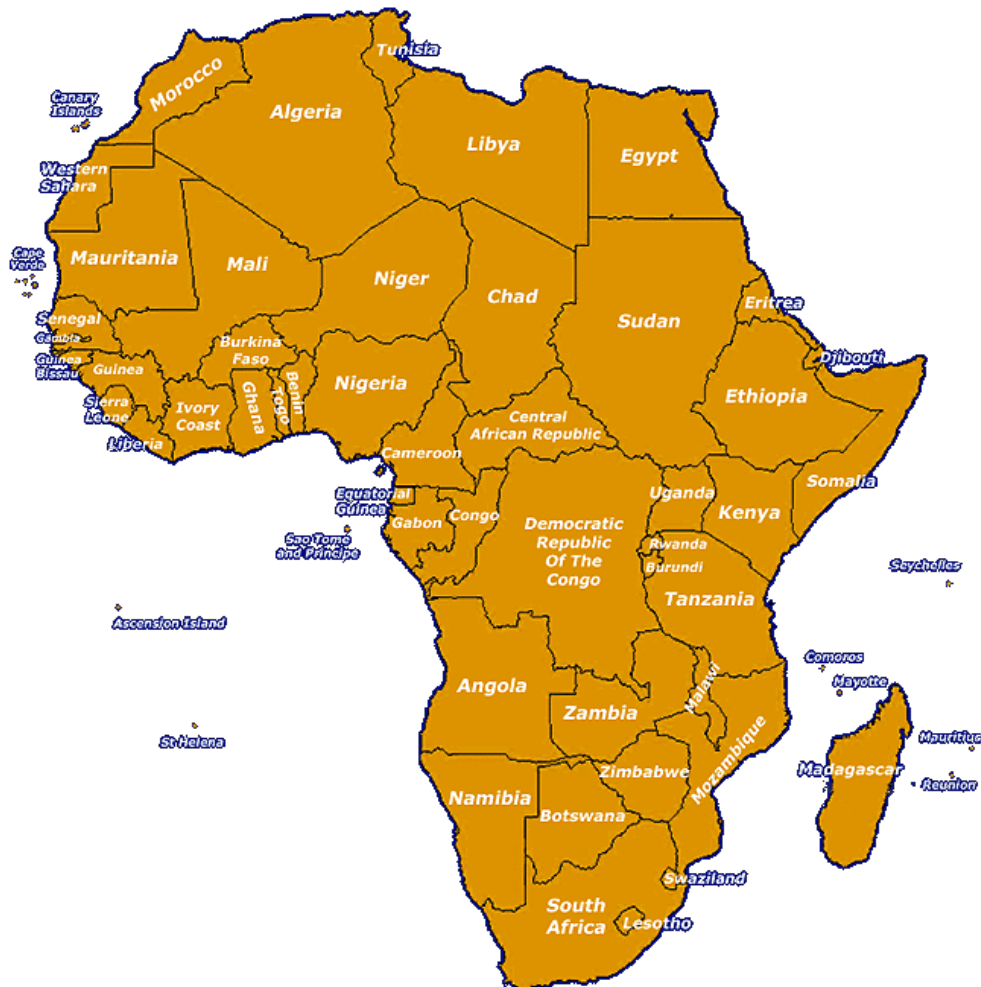 Tunisia
Morocco
Canary
Islands
Algeria
Libya
Egypt
Western
Sahara
Mauritania
Mali
Niger
Chad
Sudan
Cape
Verde
Eritrea
Senegal
Gambia
Burkina
Faso
Djibouti
Guinea
Bissau
Guinea
Nigeria
Benin
Togo
Ghana
Ethiopia
Sierra
Leone
Ivory
Coast
Central
African Republic
Liberia
Cameroon
Somalia
Equatorial
Guinea
Uganda
Kenya
Gabon
Congo
Democratic
Republic
Of The
Congo
Sao Tome
and Principe
Rwanda
Burundi
Seychelles
Tanzania
Ascension Island
Comoros
Mayotte
Angola
Malawi
Zambia
St Helena
Mozambique
Mauritius
Zimbabwe
Madagascar
Reunion
Namibia
Botswana
Swaziland
South
Africa
Lesotho